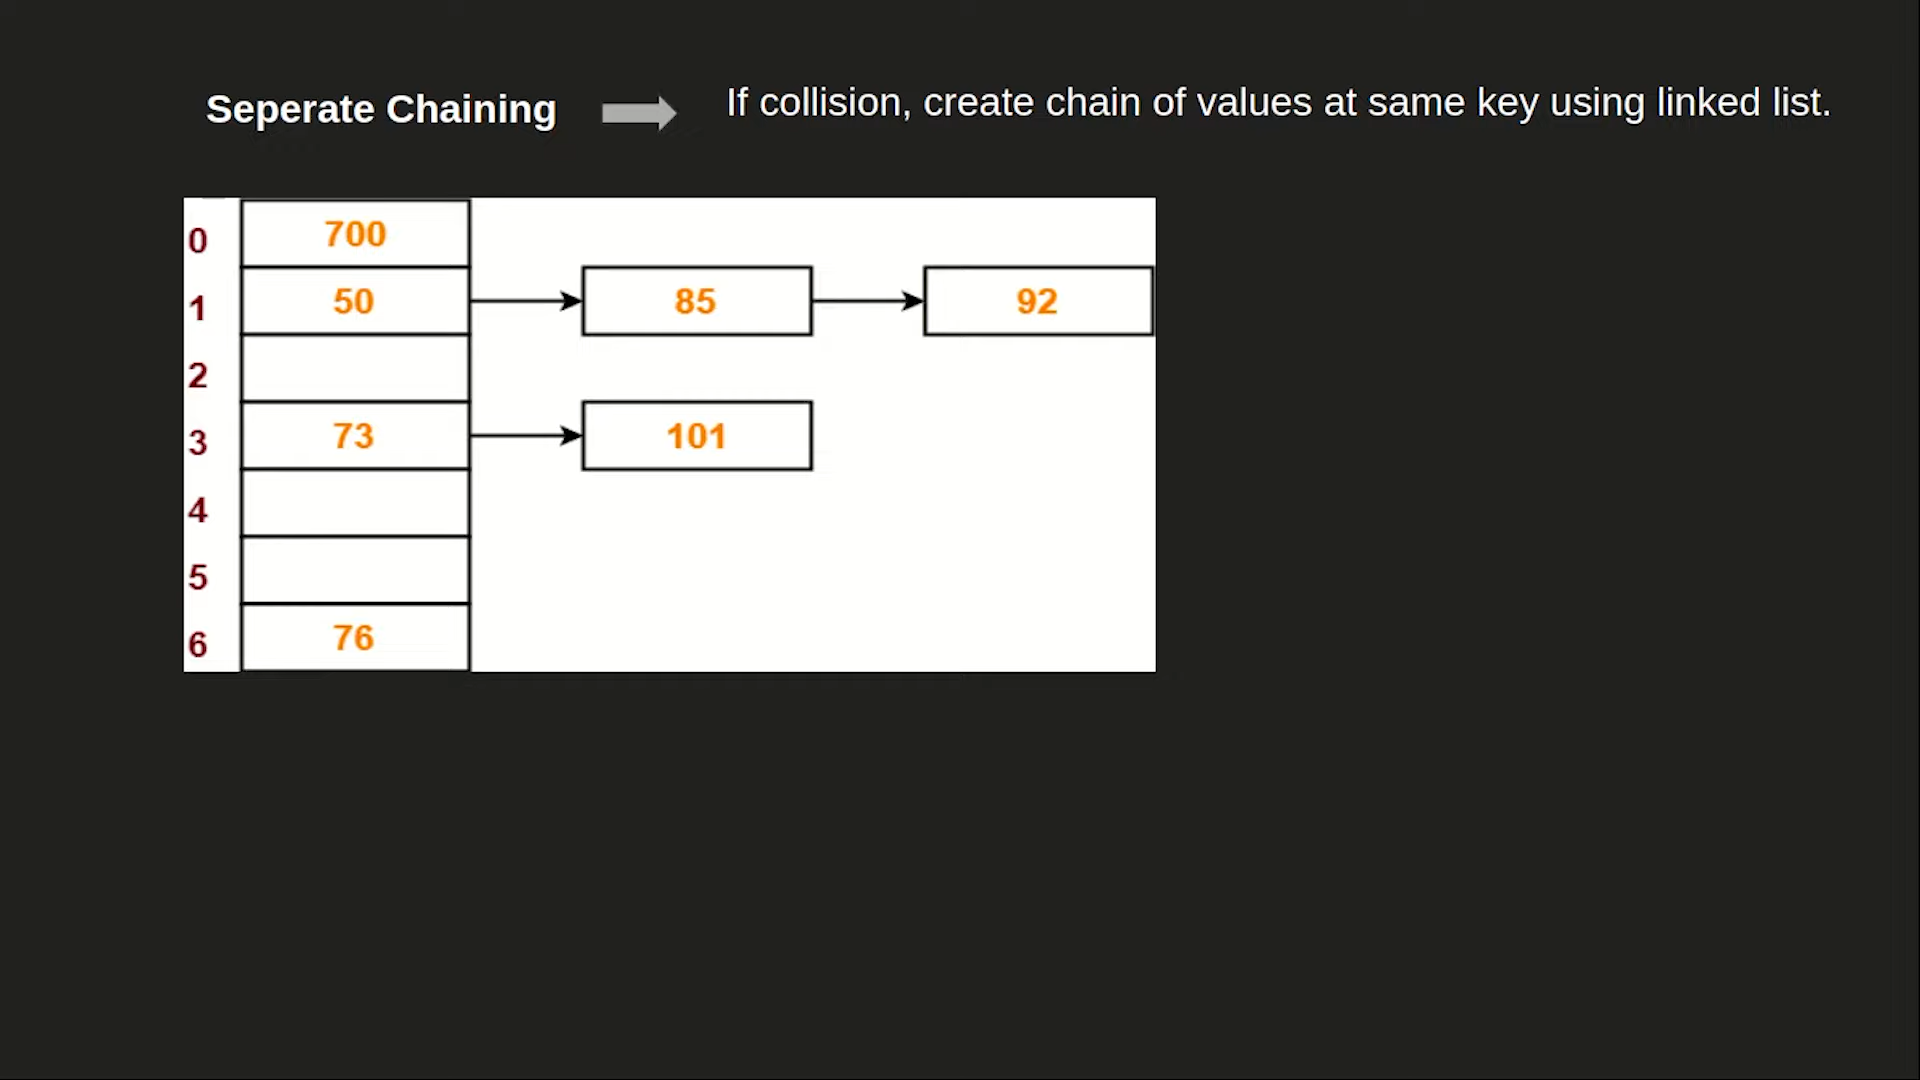 Seperate Chaining
If collision, create chain of values at same key using linked list.
0 700
1 50 85 92
2
3 73 101
4
5
6 76